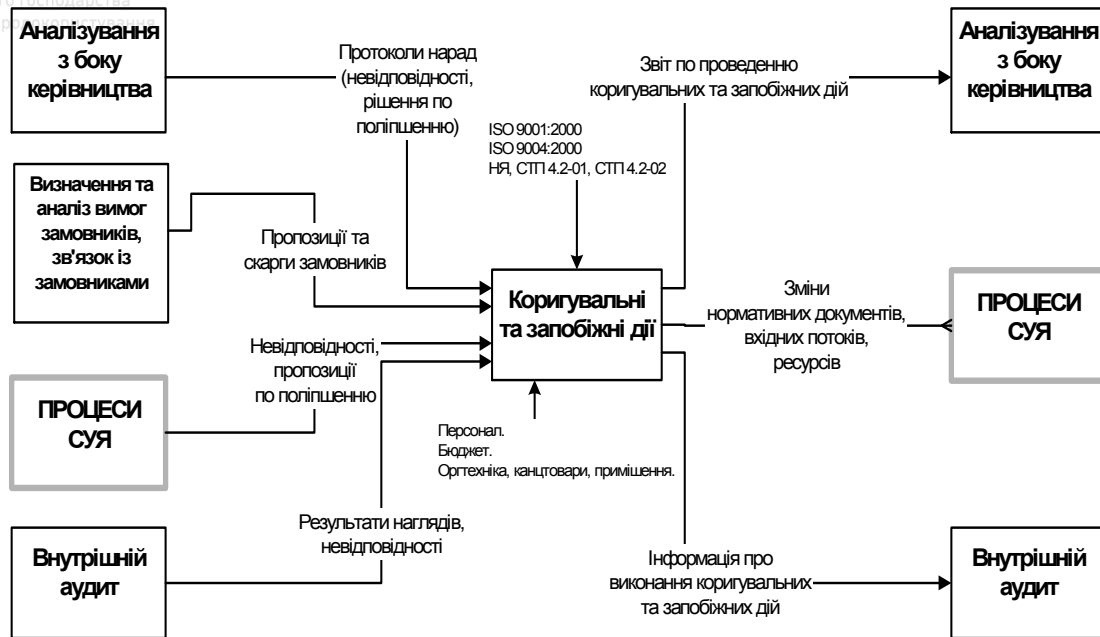 го господарства
родокористування
Аналізування
з боку
керівництва
Протоколи нарад
(невідповідності,
рішення по
поліпшенню)
Звіт по проведенню
коригувальних та запобіжних дій
Аналізування
з боку
керівництва
ISO 9001:2000
ISO 9004:2000
НЯ, СТП 4.2-01, СТП 4.2-02
Визначення та
аналіз вимог
замовників,
зв'язок із
замовниками
Пропозиції та
скарги замовників
Коригувальні
та запобіжні дії
Зміни
нормативних документів,
вхідних потоків,
ресурсів
ПРОЦЕСИ
СУЯ
Невідповідності,
пропозиції
по поліпшенню
ПРОЦЕСИ
СУЯ
Персонал.
Бюджет.
Оргтехніка, канцтовари, приміщення.
Результати наглядів,
невідповідності
Внутрішній
аудит
Інформація про
виконання коригувальних
та запобіжних дій
Внутрішній
аудит